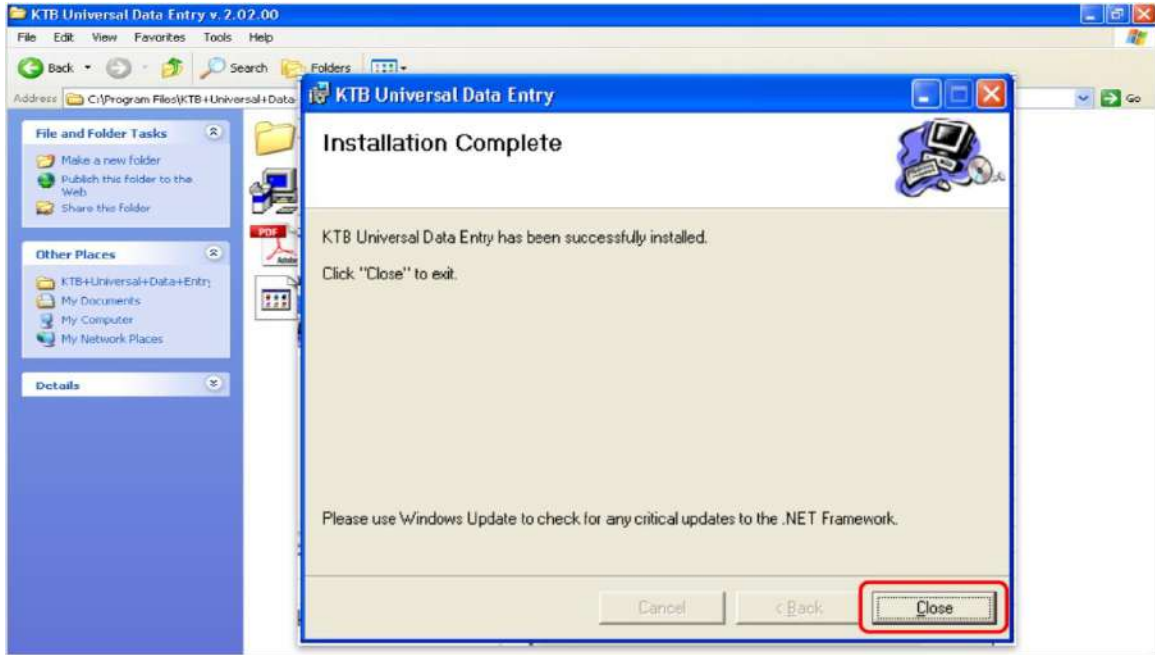 KTB Universal Data Entry v. 2.02.00
File Edit View Favorites Tools Help
Back Search Folders
Address C:\Program Files\KTB+Universal+Data Go
File and Folder Tasks
Make a new folder
Publish this folder to the
Web
Share this folder
Other Places
KTB+Universal+Data+Entry
My Documents
My Computer
My Network Places
Details
PDF
Adobe
KTB Universal Data Entry
Installation Complete
KTB Universal Data Entry has been successfully installed.
Click "Close" to exit.
Please use Windows Update to check for any critical updates to the .NET Framework.
Cancel < Back Close